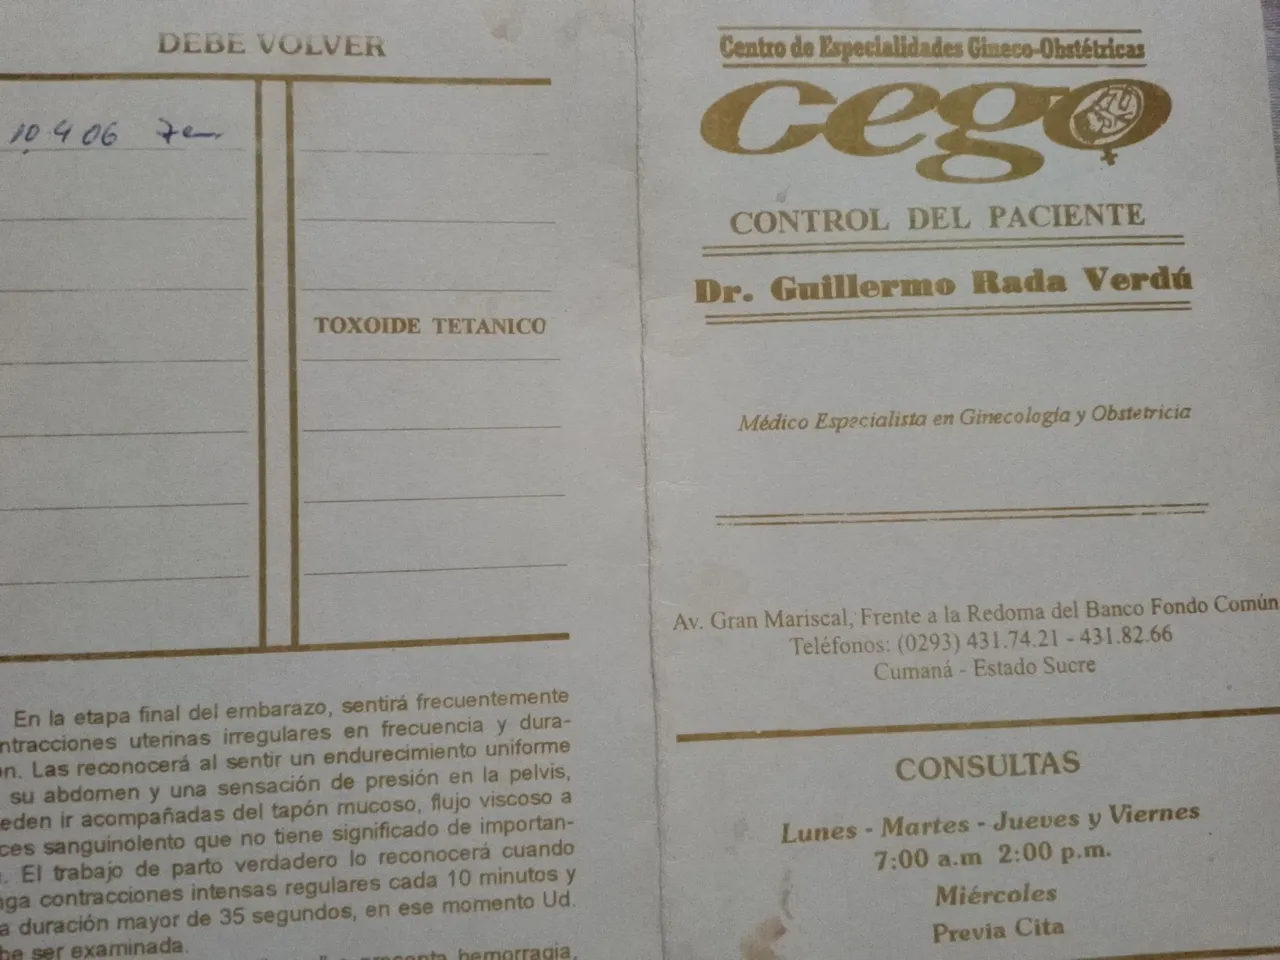 DEBE VOLVER
10.4.06 7am
TOXOIDE TETANICO
En la etapa final del embarazo, sentirá frecuentemente
ntracciones uterinas irregulares en frecuencia y dura-
n. Las reconocerá al sentir un endurecimiento uniforme
su abdomen y una sensación de presión en la pelvis,
eden ir acompañadas del tapón mucoso, flujo viscoso a
ces sanguinolento que no tiene significado de importan-
. El trabajo de parto verdadero lo reconocerá cuando
nga contracciones intensas regulares cada 10 minutos y
a duración mayor de 35 segundos, en ese momento Ud.
be ser examinada.
hemorragia,
Centro de Especialidades Gineco-Obstétricas
cego
CONTROL DEL PACIENTE
Dr. Guillermo Rada Verdú
Médico Especialista en Ginecología y Obstetricia
Av. Gran Mariscal, Frente a la Redoma del Banco Fondo Común
Teléfonos: (0293) 431.74.21 - 431.82.66
Cumaná - Estado Sucre
CONSULTAS
Lunes - Martes - Jueves y Viernes
7:00 a.m 2:00 p.m.
Miércoles
Previa Cita